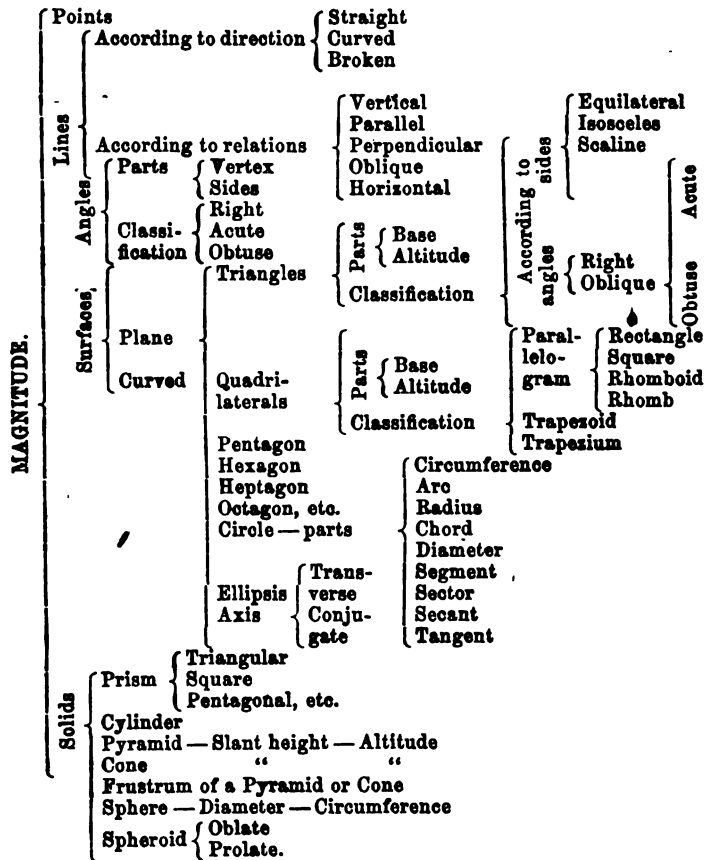 MAGNITUDE.
Points
Lines
According to direction
Straight
Curved
Broken
According to relations
Vertical
Parallel
Perpendicular
Oblique
Horizontal
Angles
Parts
Vertex
Sides
Classi-
fication
Right
Acute
Obtuse
Surfaces,
Plane
Curved
Triangles
Parts
Base
Altitude
Classification
According to
sides
Equilateral
Isosceles
Scaline
angles
Right
Oblique
Acute
Obtuse
Quadri-
laterals
Parts
Base
Altitude
Classification
Paral-
lelo-
gram
Rectangle
Square
Rhomboid
Rhomb
Trapezoid
Trapezium
Pentagon
Hexagon
Heptagon
Octagon, etc.
Circle — parts
Circumference
Arc
Radius
Chord
Diameter
Segment
Sector
Secant
Tangent
Ellipsis
Axis
Trans-
verse
Conju-
gate
Solids
Prism
Triangular
Square
Pentagonal, etc.
Cylinder
Pyramid — Slant height — Altitude
Cone “ “
Frustrum of a Pyramid or Cone
Sphere — Diameter — Circumference
Spheroid
Oblate
Prolate.